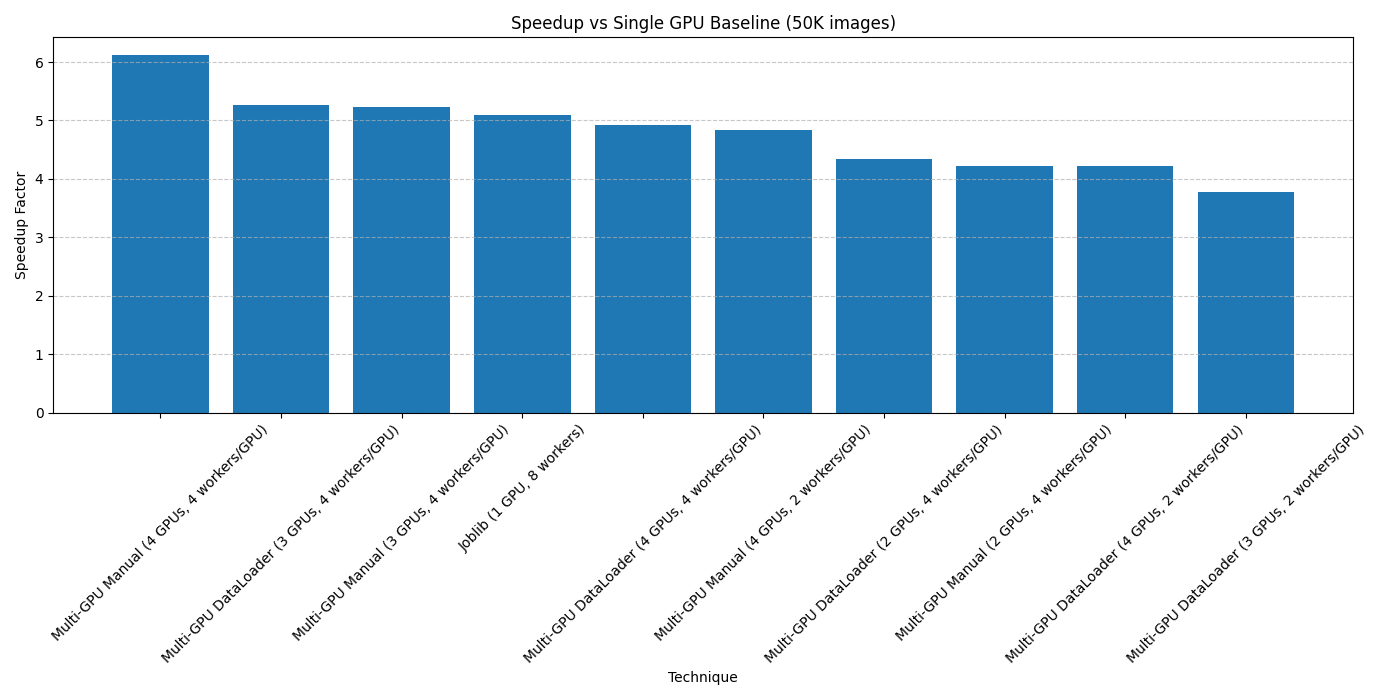 Speedup vs Single GPU Baseline (50K images)
Speedup Factor
6
5
4
3
2
1
0
Multi-GPU Manual (4 GPUs, 4 workers/GPU)
Multi-GPU DataLoader (3 GPUs, 4 workers/GPU)
Multi-GPU Manual (3 GPUs, 4 workers/GPU)
Joblib (1 GPU, 8 workers)
Multi-GPU DataLoader (4 GPUs, 4 workers/GPU)
Multi-GPU Manual (4 GPUs, 2 workers/GPU)
Multi-GPU DataLoader (2 GPUs, 4 workers/GPU)
Multi-GPU Manual (2 GPUs, 4 workers/GPU)
Multi-GPU DataLoader (4 GPUs, 2 workers/GPU)
Multi-GPU DataLoader (3 GPUs, 2 workers/GPU)
Technique